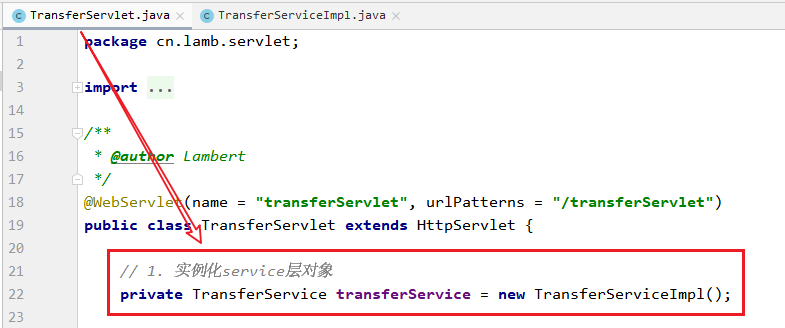 TransferServlet.java TransferServiceImpl.java
1 package cn.lamb.servlet;
2
3 import ...
14
15 /**
16 * @author Lambert
17 */
18 @WebServlet(name = "transferServlet", urlPatterns = "/transferServlet")
19 public class TransferServlet extends HttpServlet {
20
21 // 1. 实例化service层对象
22 private TransferService transferService = new TransferServiceImpl();
23